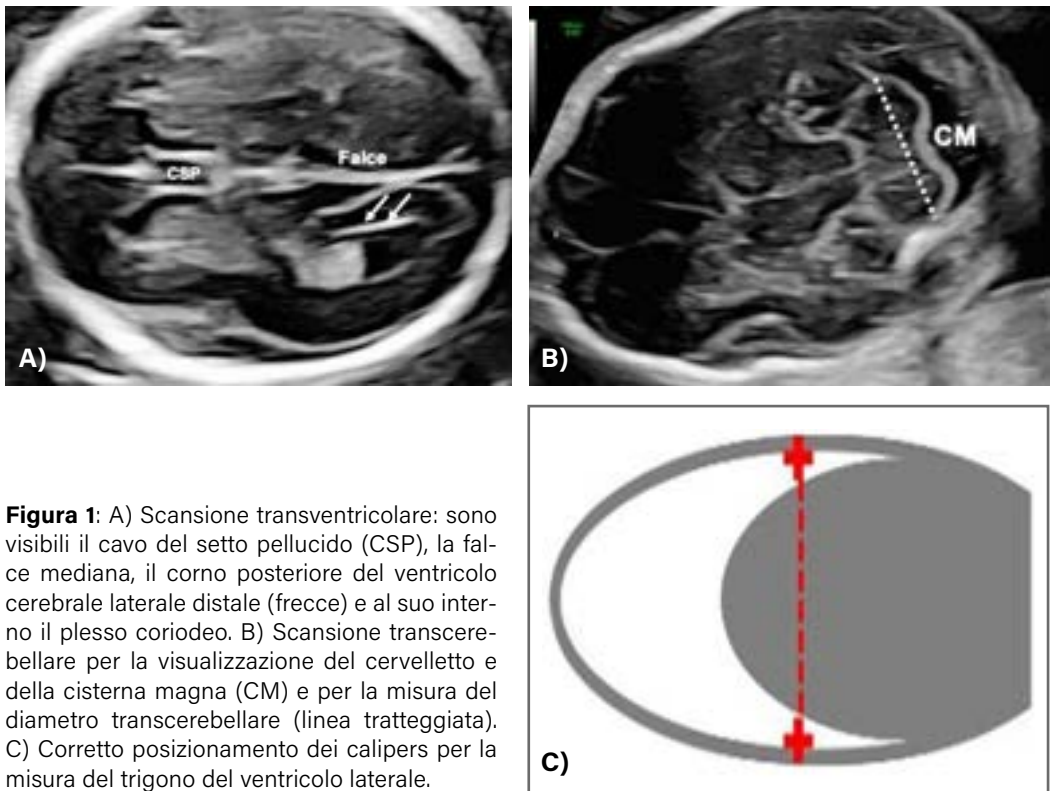 CSP
Falce
A)
CM
B)
C)
Figura 1: A) Scansione transventricolare: sono
visibili il cavo del setto pellucido (CSP), la fal-
ce mediana, il corno posteriore del ventricolo
cerebrale laterale distale (frecce) e al suo inter-
no il plesso coriodeo. B) Scansione transcere-
bellare per la visualizzazione del cervelletto e
della cisterna magna (CM) e per la misura del
diametro transcerebellare (linea tratteggiata).
C) Corretto posizionamento dei calipers per la
misura del trigono del ventricolo laterale.